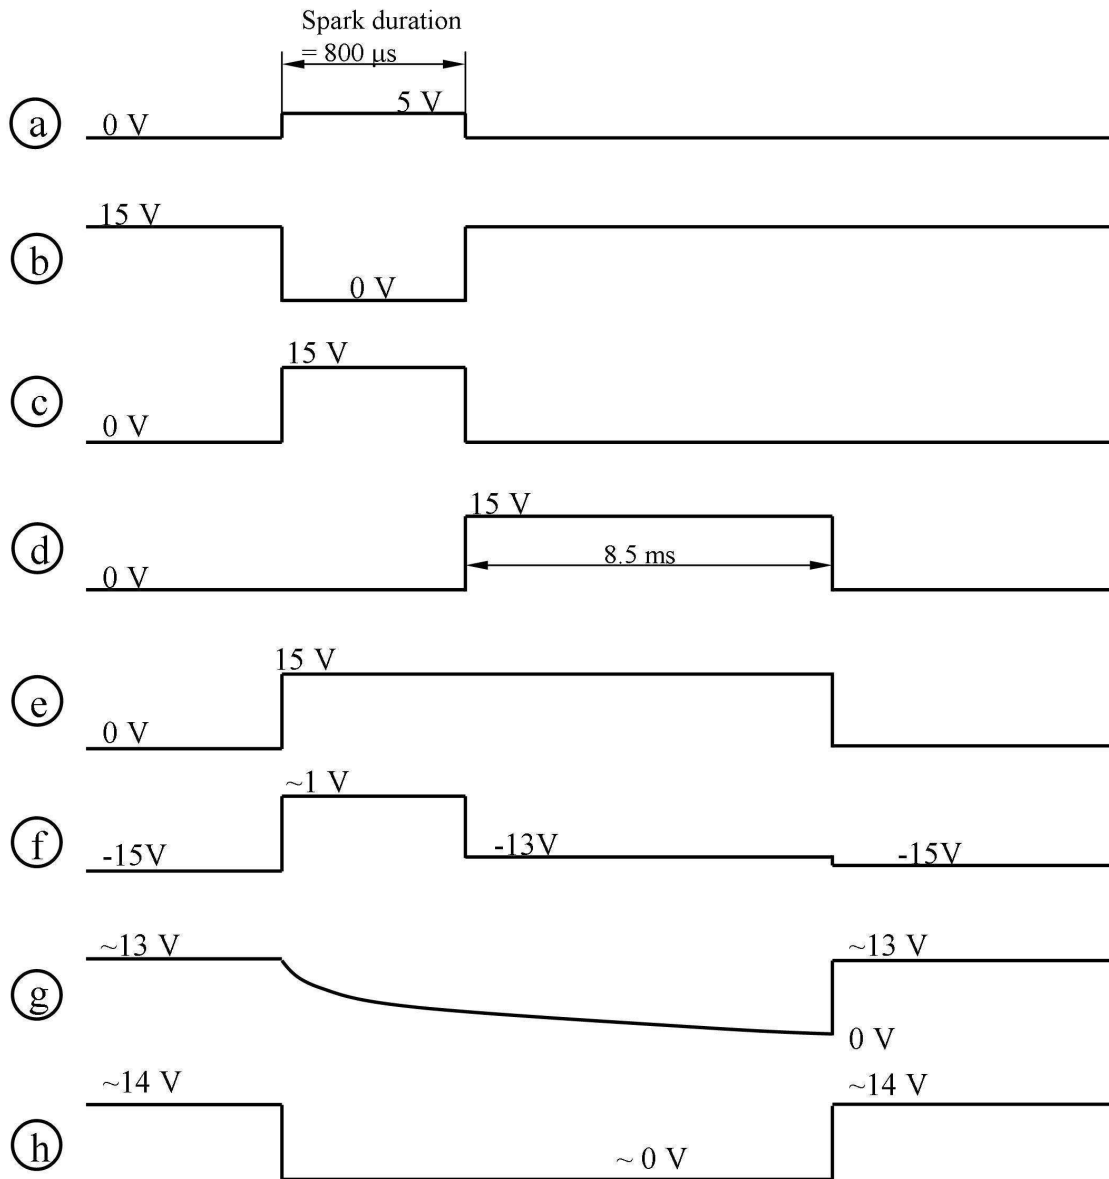 Spark duration
= 800 μs
a
0 V
5 V
15 V
b
0 V
15 V
c
0 V
15 V
d
8.5 ms
0 V
15 V
e
0 V
~1 V
f
-15V
-13V
-15V
~13 V
~13 V
g
0 V
~14 V
~14 V
h
~ 0 V